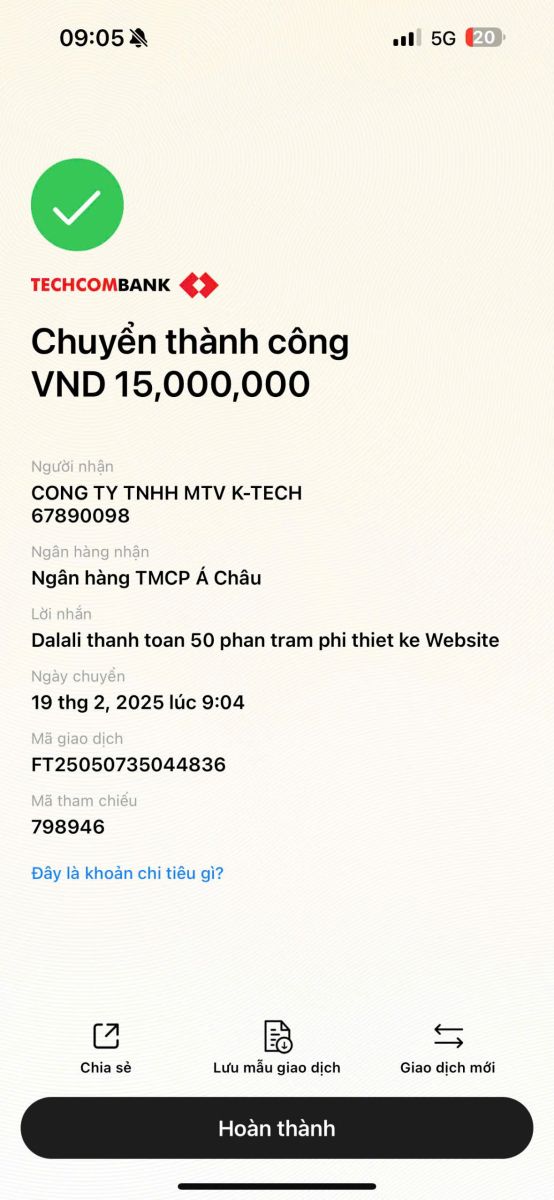 09:05 5G 20
TECHCOMBANK
Chuyển thành công
VND 15,000,000
Người nhận
CONG TY TNHH MTV K-TECH
67890098
Ngân hàng nhận
Ngân hàng TMCP Á Châu
Lời nhắn
Dalali thanh toan 50 phan tram phi thiet ke Website
Ngày chuyển
19 thg 2, 2025 lúc 9:04
Mã giao dịch
FT25050735044836
Mã tham chiếu
798946
Đây là khoản chi tiêu gì?
Chia sẻ Lưu mẫu giao dịch Giao dịch mới
Hoàn thành